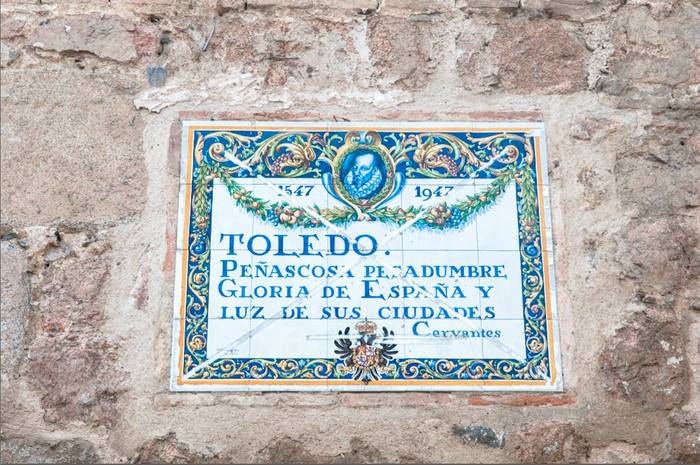 1547 1947
TOLEDO.
PEÑASCOSA PESADUMBRE
GLORIA DE ESPAÑA Y
LUZ DE SUS CIUDADES
CERVANTES